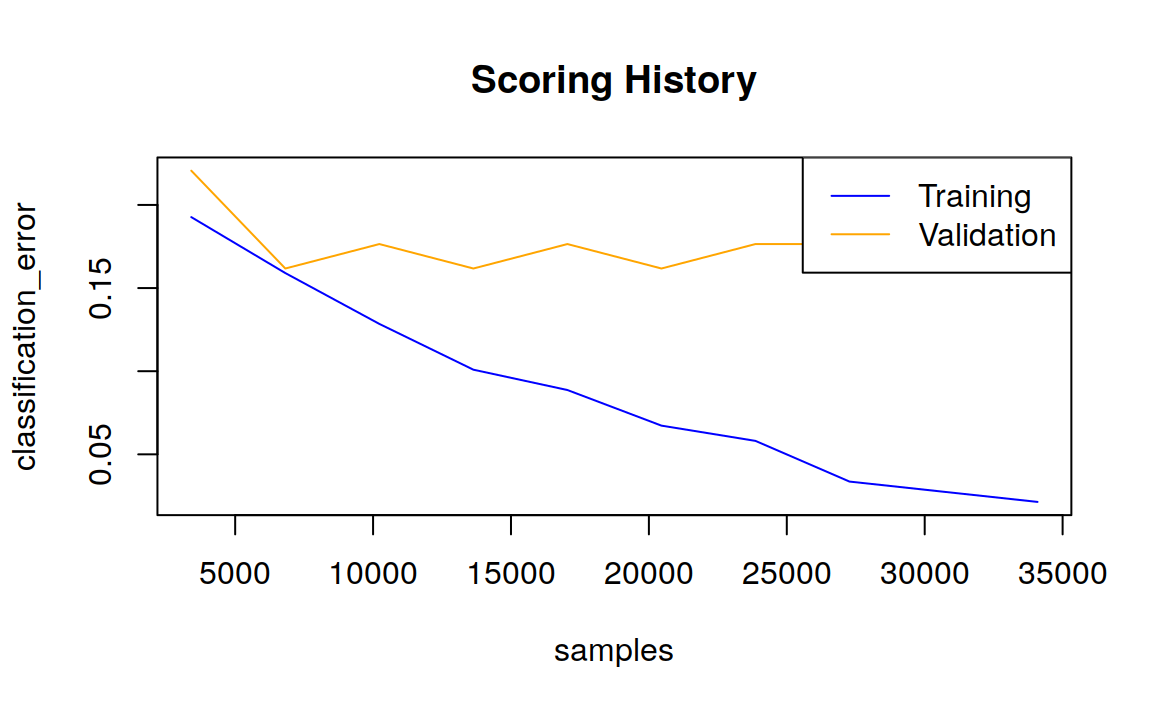 Scoring History
Training
Validation
classification_error
0.15
0.05
5000 10000 15000 20000 25000 30000 35000
samples